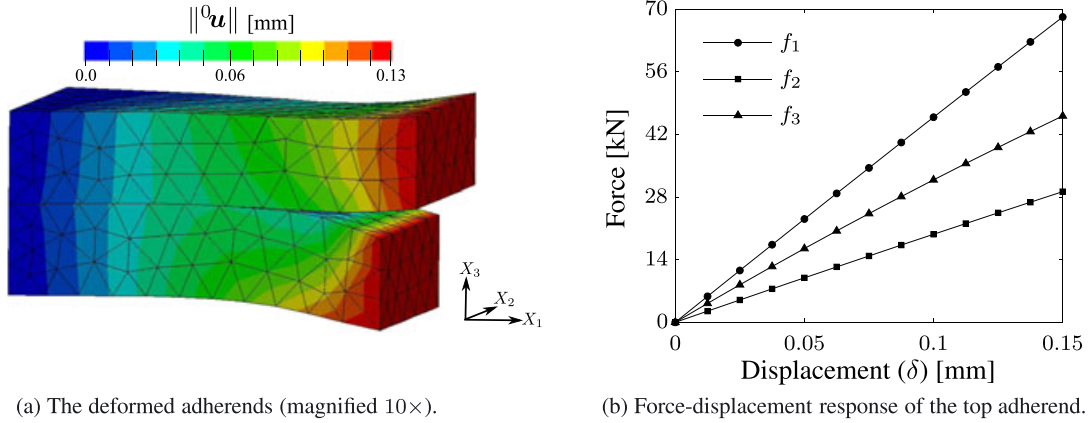 ‖⁰u‖ [mm]
0.0 0.06 0.13
X₃
X₂
X₁
(a) The deformed adherends (magnified 10×).
Force [kN]
70
56
42
28
14
0
f₁
f₂
f₃
0 0.05 0.1 0.15
Displacement (δ) [mm]
(b) Force-displacement response of the top adherend.